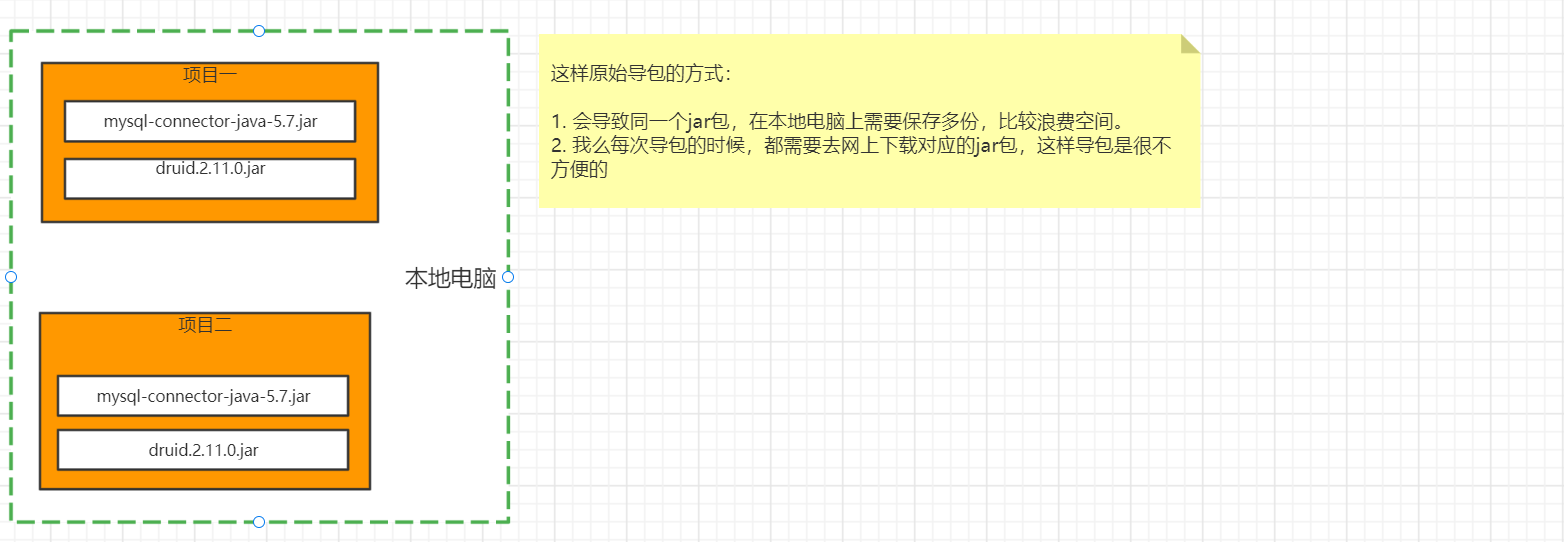 项目一
mysql-connector-java-5.7.jar
druid.2.11.0.jar
本地电脑
项目二
mysql-connector-java-5.7.jar
druid.2.11.0.jar
这样原始导包的方式：
1. 会导致同一个jar包，在本地电脑上需要保存多份，比较浪费空间。
2. 我么每次导包的时候，都需要去网上下载对应的jar包，这样导包是很不
方便的